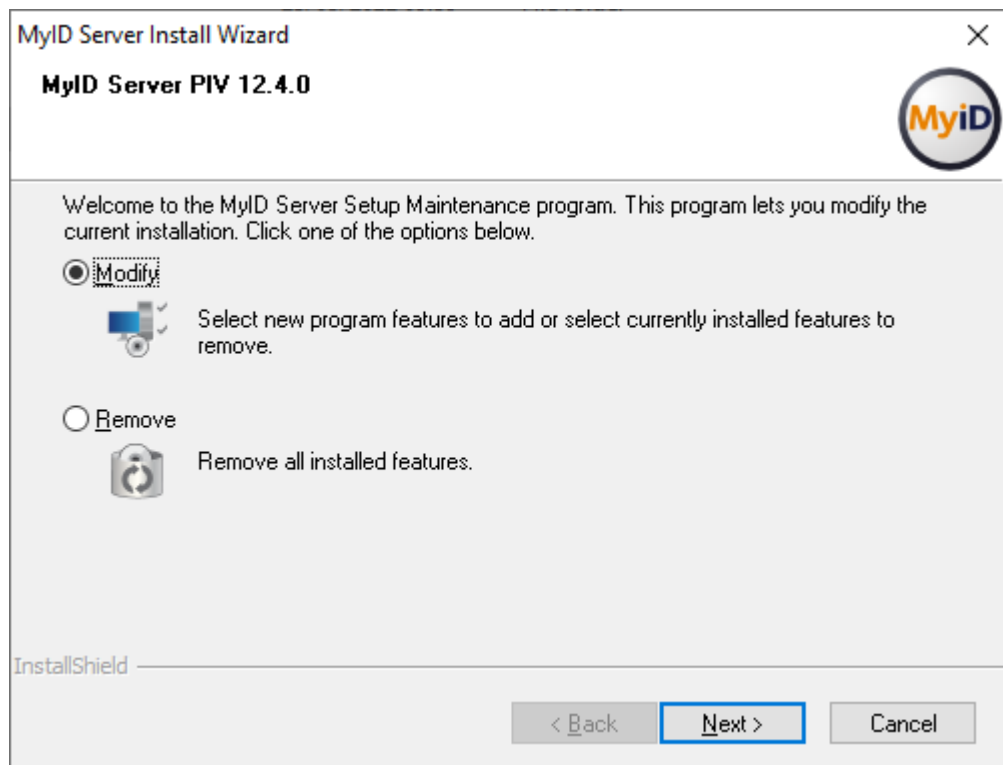 MyID Server Install Wizard
MyID Server PIV 12.4.0
MyiD
Welcome to the MyID Server Setup Maintenance program. This program lets you modify the
current installation. Click one of the options below.
Modify
Select new program features to add or select currently installed features to
remove.
Remove
Remove all installed features.
InstallShield
< Back
Next >
Cancel